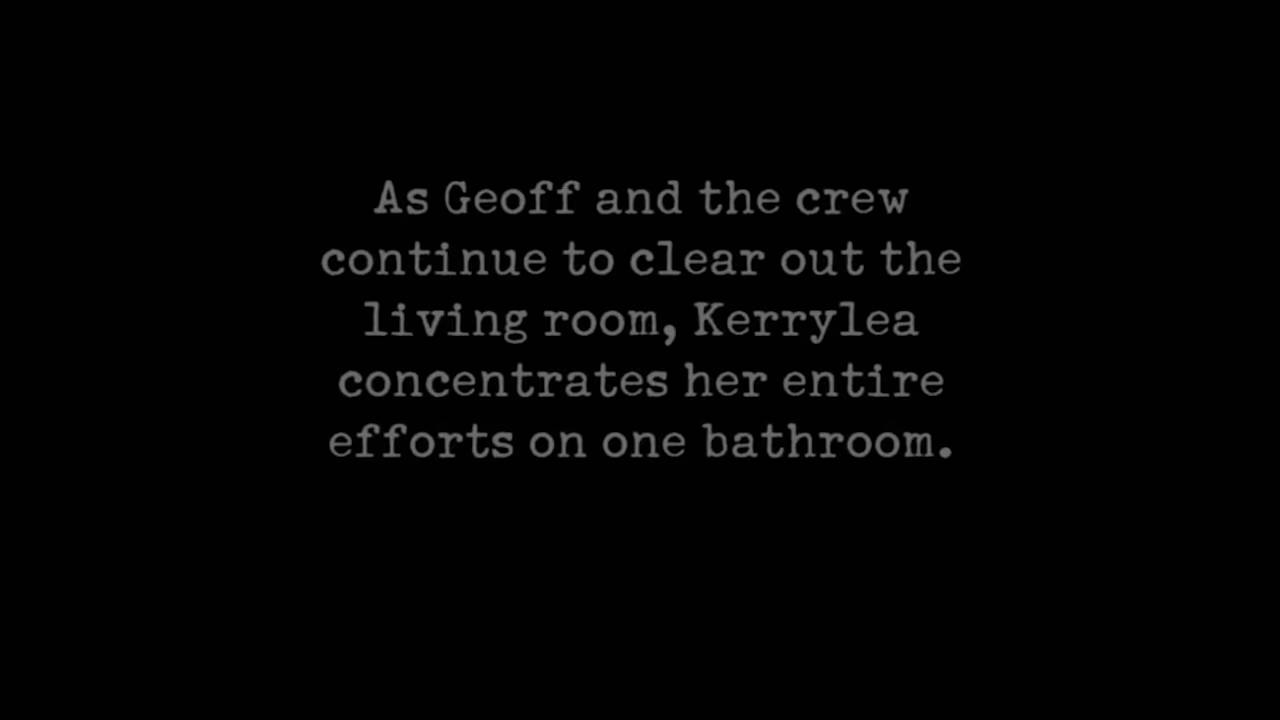 As Geoff and the crew
continue to clear out the
living room, Kerrylea
concentrates her entire
efforts on one bathroom.